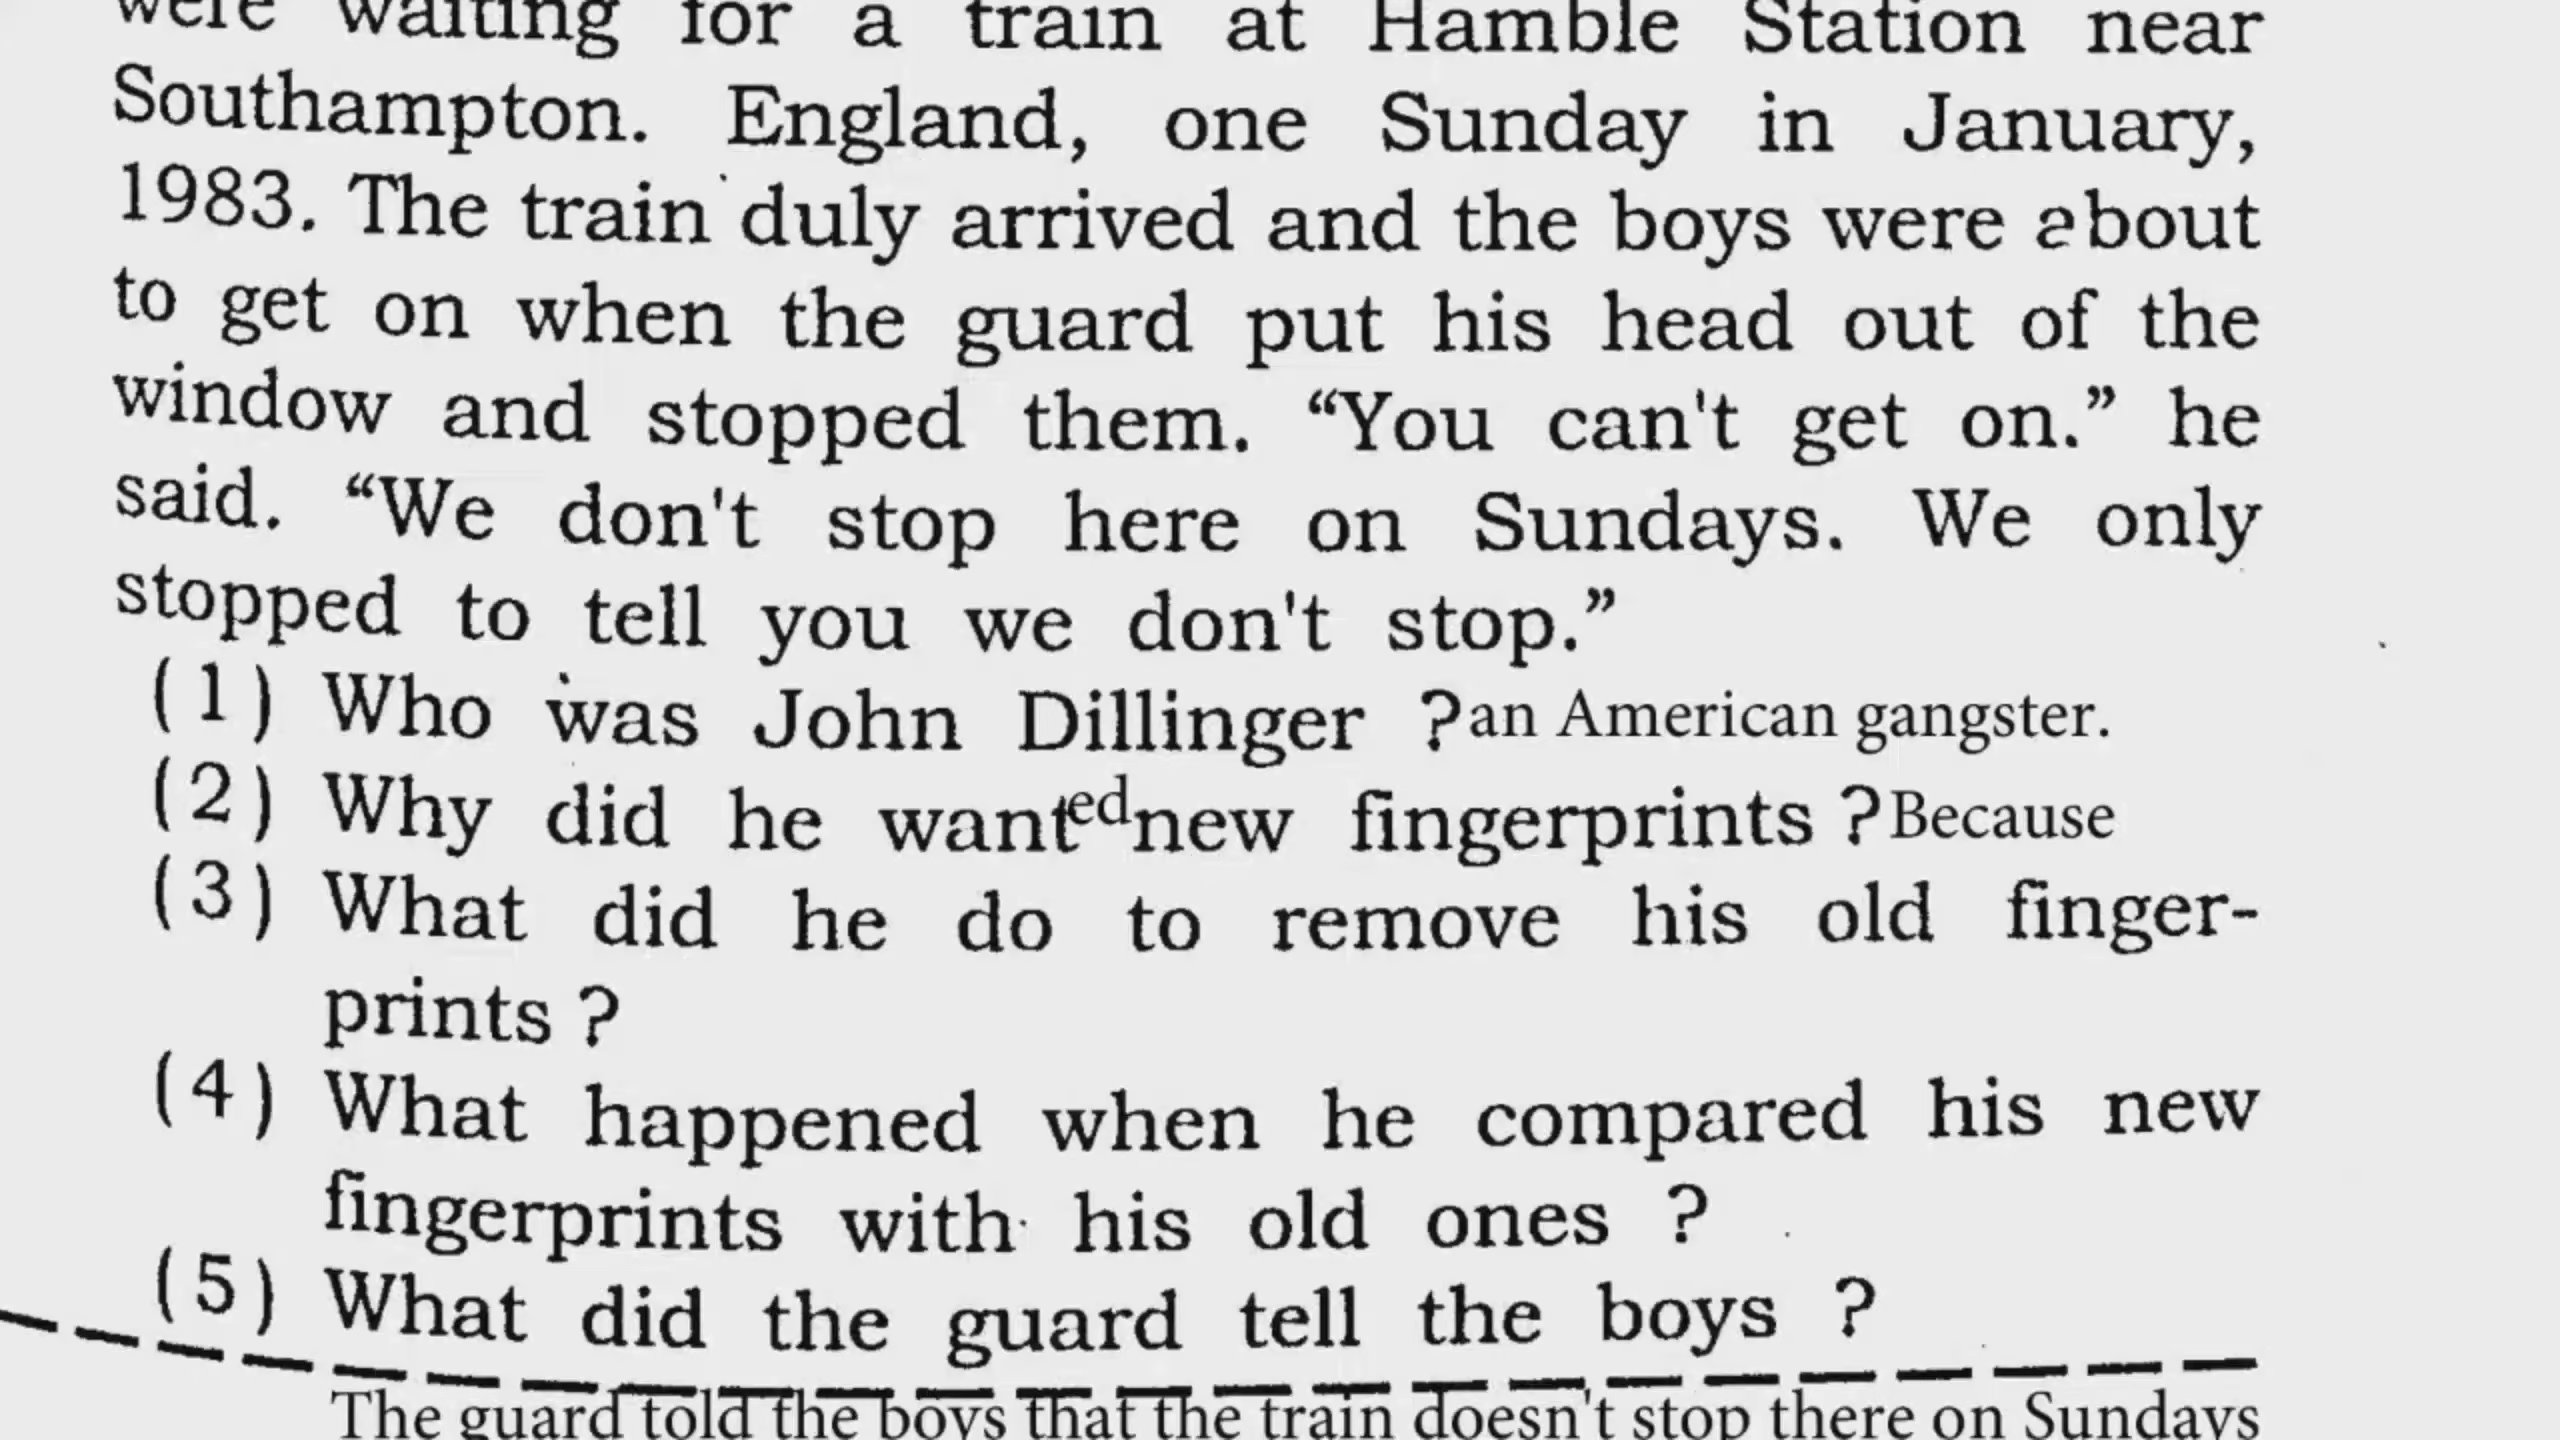 were waiting for a train at Hamble Station near
Southampton. England, one Sunday in January,
1983. The train duly arrived and the boys were about
to get on when the guard put his head out of the
window and stopped them. “You can't get on.” he
said. “We don't stop here on Sundays. We only
stopped to tell you we don't stop.”
(1) Who was John Dillinger ? an American gangster.
(2) Why did he wanted new fingerprints ? Because
(3) What did he do to remove his old finger-
prints ?
(4) What happened when he compared his new
fingerprints with his old ones ?
(5) What did the guard tell the boys ?
The guard told the boys that the train doesn't stop there on Sundays